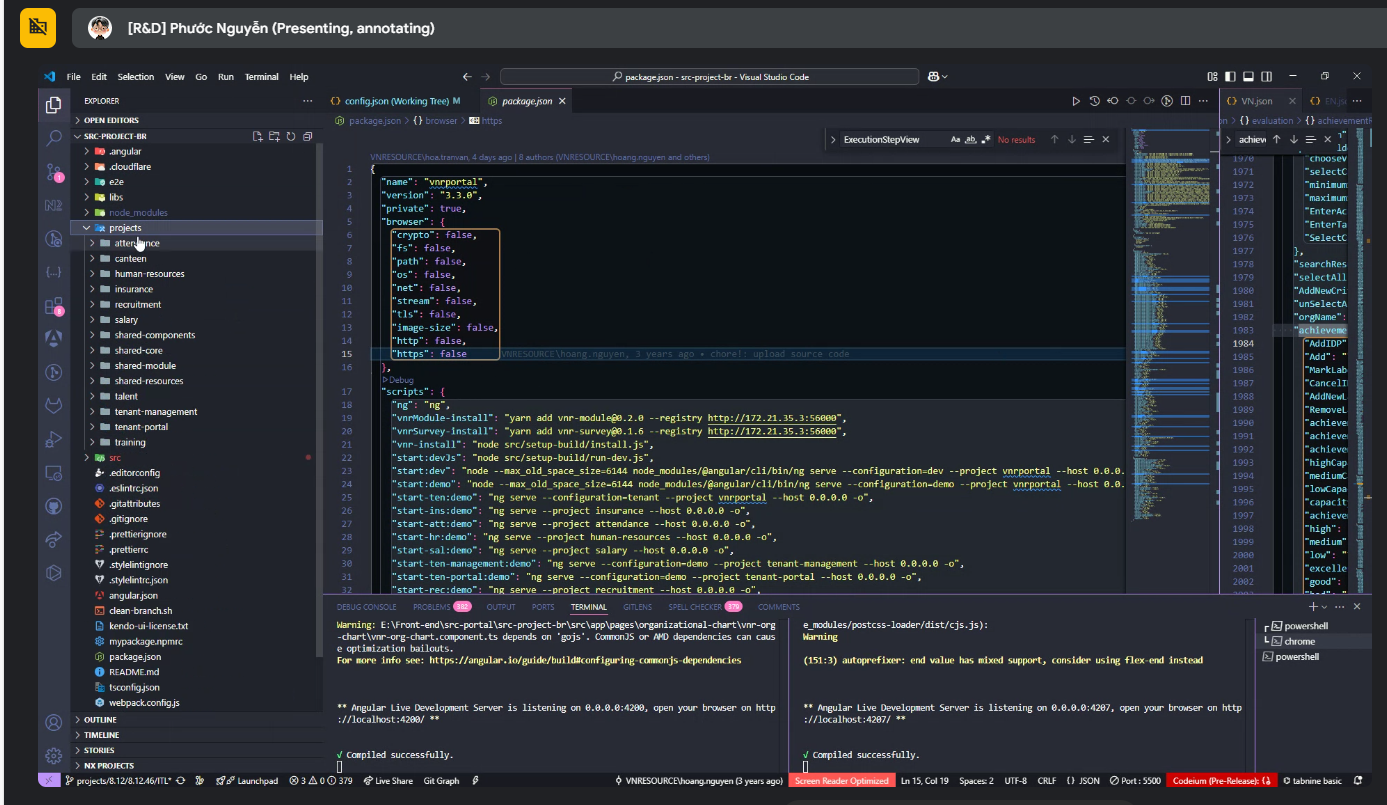 [R&D] Phước Nguyễn (Presenting, annotating)
File Edit Selection View Go Run Terminal Help
package.json - src-project-br - Visual Studio Code
EXPLORER
OPEN EDITORS
SRC-PROJECT-BR
.angular
.cloudflare
e2e
libs
node_modules
projects
attendance
canteen
human-resources
insurance
recruitment
salary
shared-components
shared-core
shared-module
shared-resources
talent
tenant-management
tenant-portal
training
src
.editorconfig
.eslintrc.json
.gitattributes
.gitignore
.prettierignore
.prettierrc
.stylelintignore
.stylelintrc.json
angular.json
clean-branch.sh
kendo-ui-license.txt
mypackage.npmrc
package.json
README.md
tsconfig.json
webpack.config.js
OUTLINE
TIMELINE
STORIES
NX PROJECTS
config.json (Working Tree) M
package.json
package.json > {} browser > https
ExecutionStepView
Aa ab .* No results
VNRESOURCE\hoa.tranvan, 4 days ago | 8 authors (VNRESOURCE\hoang.nguyen and others)
1 {
2 "name": "vnrportal",
3 "version": "3.3.0",
4 "private": true,
5 "browser": {
6 "crypto": false,
7 "fs": false,
8 "path": false,
9 "os": false,
10 "net": false,
11 "stream": false,
12 "tls": false,
13 "image-size": false,
14 "http": false,
15 "https": false VNRESOURCE\hoang.nguyen, 3 years ago • chore!: upload source code
16 },
Debug
17 "scripts": {
18 "ng": "ng",
19 "vnrModule-install": "yarn add vnr-module@0.2.0 --registry http://172.21.35.3:56000",
20 "vnrSurvey-install": "yarn add vnr-survey@0.1.6 --registry http://172.21.35.3:56000",
21 "vnr-install": "node src/setup-build/install.js",
22 "start:devJs": "node src/setup-build/run-dev.js",
23 "start:dev": "node --max_old_space_size=6144 node_modules/@angular/cli/bin/ng serve --configuration=dev --project vnrportal --host 0.0.0.
24 "start:demo": "node --max_old_space_size=6144 node_modules/@angular/cli/bin/ng serve --configuration=demo --project vnrportal --host 0.0.
25 "start-ten:demo": "ng serve --configuration=tenant --project vnrportal --host 0.0.0.0 -o",
26 "start-ins:demo": "ng serve --project insurance --host 0.0.0.0 -o",
27 "start-att:demo": "ng serve --project attendance --host 0.0.0.0 -o",
28 "start-hr:demo": "ng serve --project human-resources --host 0.0.0.0 -o",
29 "start-sal:demo": "ng serve --project salary --host 0.0.0.0 -o",
30 "start-ten-management:demo": "ng serve --configuration=demo --project tenant-management --host 0.0.0.0 -o",
31 "start-ten-portal:demo": "ng serve --configuration=demo --project tenant-portal --host 0.0.0.0 -o",
32 "start-rec:demo": "ng serve --project recruitment --host 0.0.0.0 -o",
VN.json
EN.js
on > {} evaluation > {} achievementR
achiev
1970 "chooseV
1971 "selectC
1972 "minimum
1973 "maximum
1974 "EnterAc
1975 "EnterTa
1976 "SelectC
1977 },
1978 "searchRes
1979 "selectAll
1980 "AddNewCri
1981 "unSelectA
1982 "orgName":
1983 "achieveme
1984 "AddIDP"
1985 "Add": "
1986 "MarkLab
1987 "CancelI
1988 "AddNewL
1989 "RemoveL
1990 "achieve
1991 "achieve
1992 "achieve
1993 "highCap
1994 "mediumC
1995 "lowCapa
1996 "capacit
1997 "achieve
1998 "high":
1999 "medium"
2000 "low": "
2001 "excelle
2002 "good":
DEBUG CONSOLE PROBLEMS 382 OUTPUT PORTS TERMINAL GITLENS SPELL CHECKER 379 COMMENTS
Warning: E:\Front-end\src-portal\src-project-br\src\app\pages\organizational-chart\vnr-org
-chart\vnr-org-chart.component.ts depends on 'gojs'. CommonJS or AMD dependencies can caus
e optimization bailouts.
For more info see: https://angular.io/guide/build#configuring-commonjs-dependencies
** Angular Live Development Server is listening on 0.0.0.0:4200, open your browser on http
://localhost:4200/ **
√ Compiled successfully.
e_modules/postcss-loader/dist/cjs.js):
Warning
(151:3) autoprefixer: end value has mixed support, consider using flex-end instead
** Angular Live Development Server is listening on 0.0.0.0:4207, open your browser on http
://localhost:4207/ **
√ Compiled successfully.
powershell
chrome
powershell
projects/8.12/8.12.46/ITL* Launchpad 3 0 379 Live Share Git Graph VNRESOURCE\hoang.nguyen (3 years ago) Screen Reader Optimized Ln 15, Col 19 Spaces: 2 UTF-8 CRLF {} JSON Port : 5500 Codeium (Pre-Release): {} tabnine basic